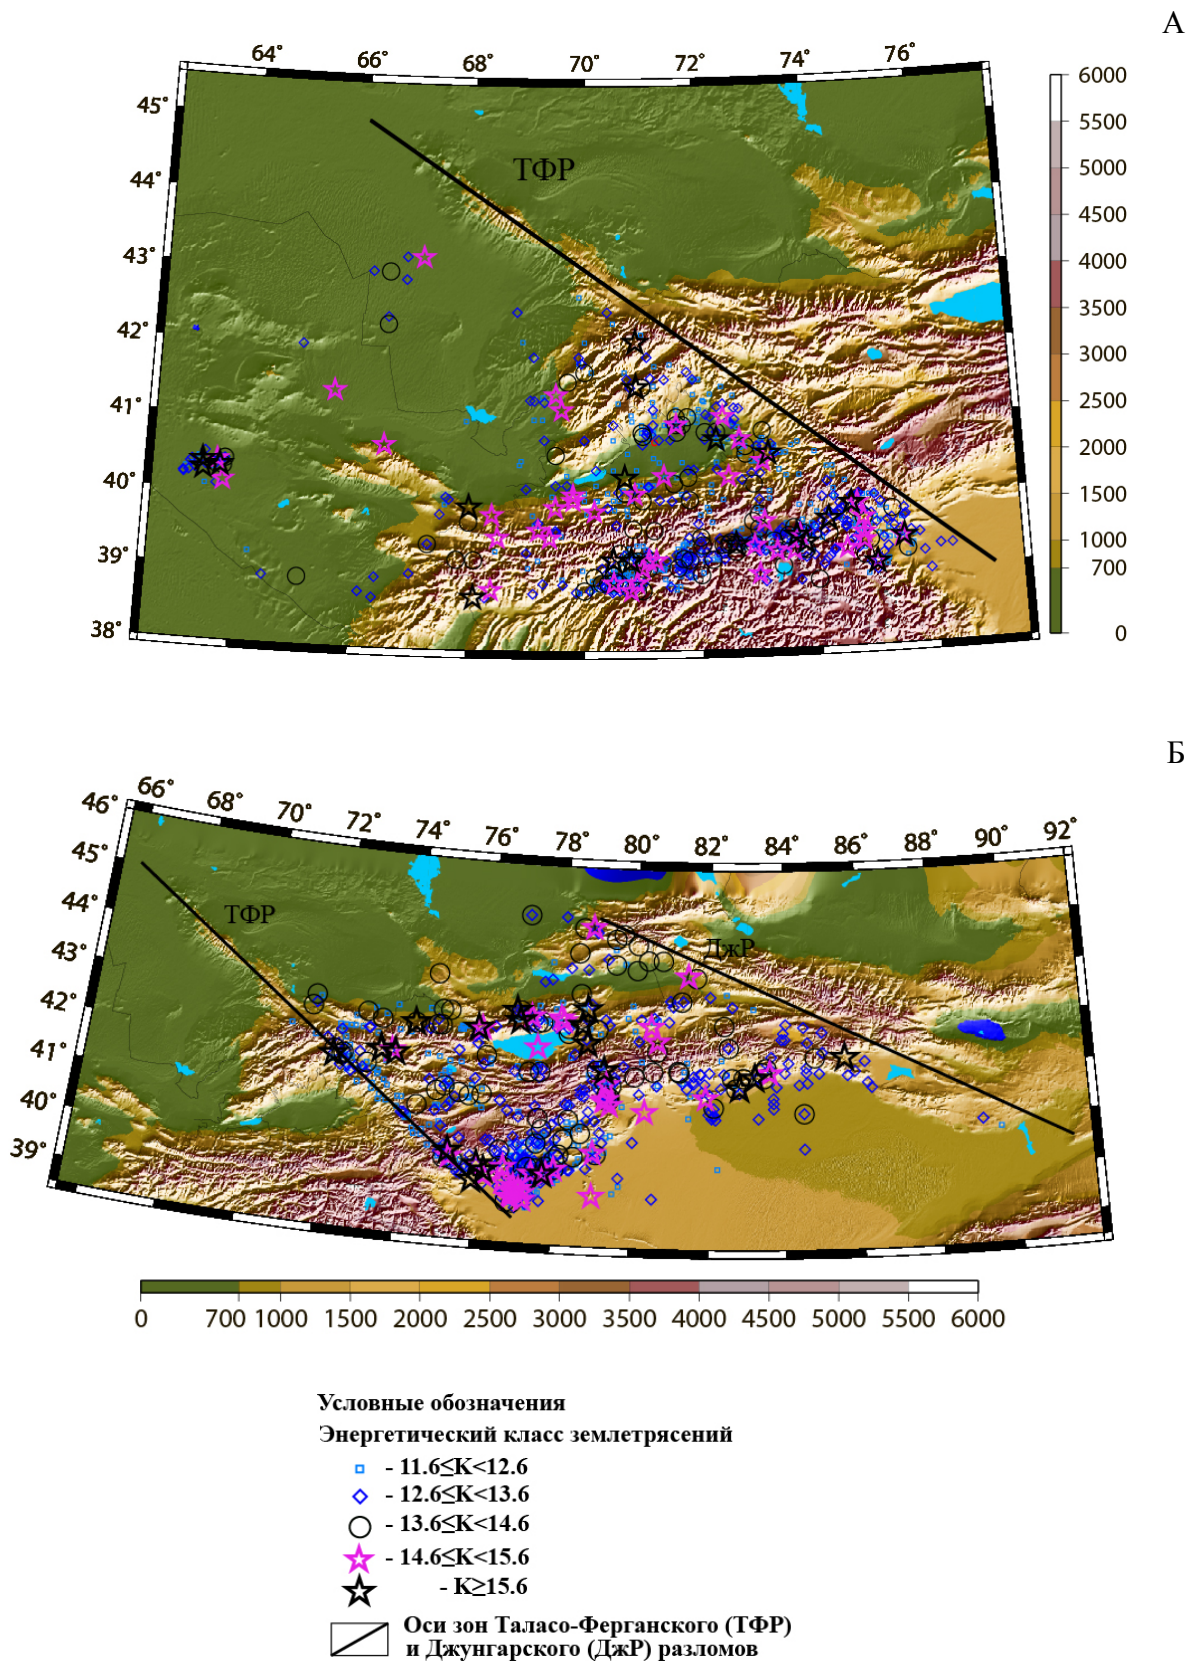 А
64° 66° 68° 70° 72° 74° 76°
45°
44°
43°
42°
41°
40°
39°
38°
ТФР
6000
5500
5000
4500
4000
3500
3000
2500
2000
1500
1000
700
0
Б
66° 68° 70° 72° 74° 76° 78° 80° 82° 84° 86° 88° 90° 92°
46°
45°
44°
43°
42°
41°
40°
39°
ТФР
ДжР
0 700 1000 1500 2000 2500 3000 3500 4000 4500 5000 5500 6000
Условные обозначения
Энергетический класс землетрясений
- 11.6≤K<12.6
- 12.6≤K<13.6
- 13.6≤K<14.6
- 14.6≤K<15.6
- K≥15.6
Оси зон Таласо-Ферганского (ТФР)
и Джунгарского (ДжР) разломов